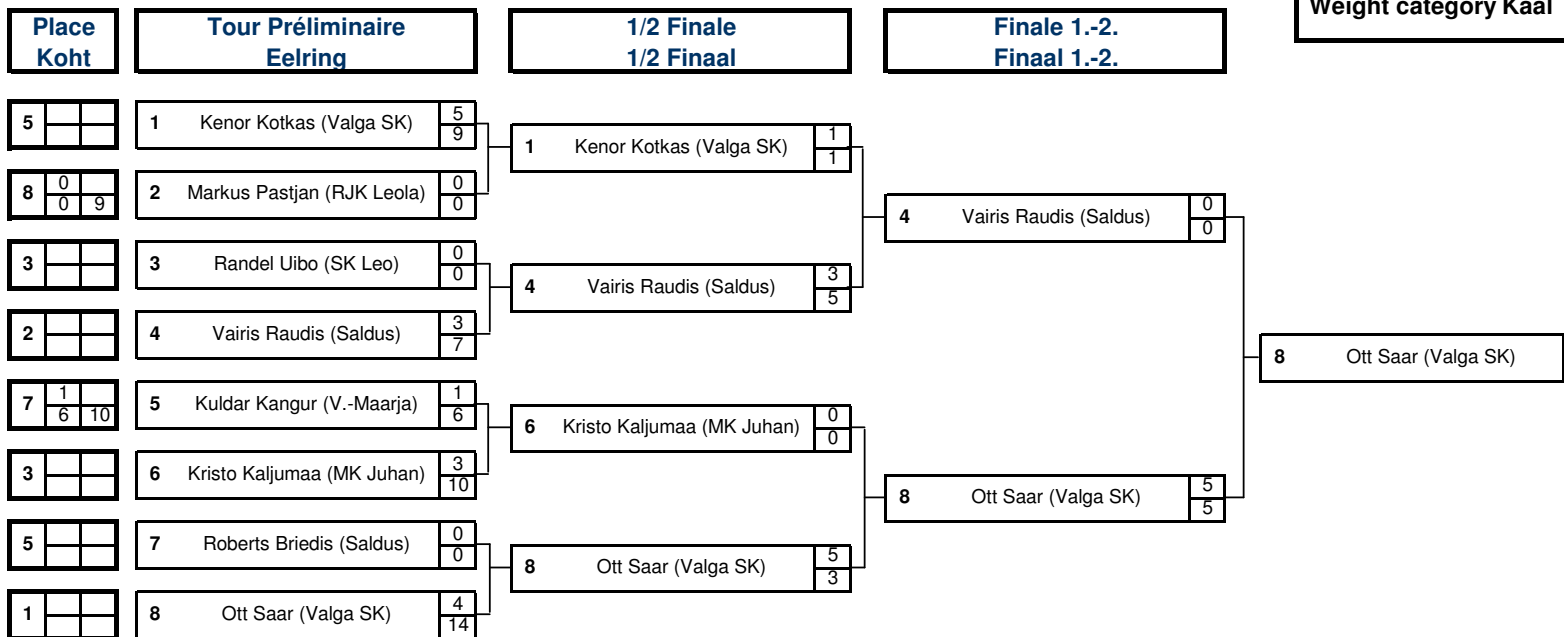 Weight category Kaal
Place
Koht
Tour Préliminaire
Eelring
1/2 Finale
1/2 Finaal
Finale 1.-2.
Finaal 1.-2.
5
1 Kenor Kotkas (Valga SK) 5
9
8 0
0 9
2 Markus Pastjan (RJK Leola) 0
0
3
3 Randel Uibo (SK Leo) 0
0
2
4 Vairis Raudis (Saldus) 3
7
7 1
6 10
5 Kuldar Kangur (V.-Maarja) 1
6
3
6 Kristo Kaljumaa (MK Juhan) 3
10
5
7 Roberts Briedis (Saldus) 0
0
1
8 Ott Saar (Valga SK) 4
14
1 Kenor Kotkas (Valga SK) 1
1
4 Vairis Raudis (Saldus) 3
5
6 Kristo Kaljumaa (MK Juhan) 0
0
8 Ott Saar (Valga SK) 5
3
4 Vairis Raudis (Saldus) 0
0
8 Ott Saar (Valga SK) 5
5
8 Ott Saar (Valga SK)